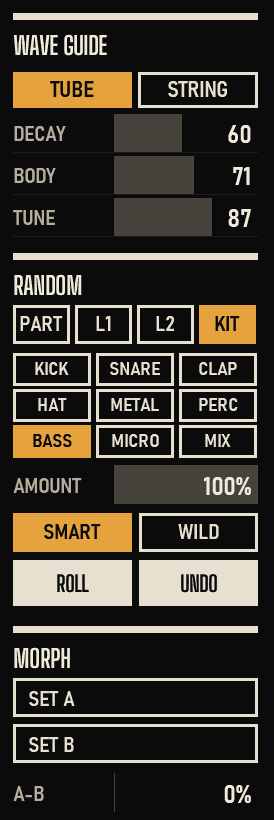 WAVE GUIDE
TUBE STRING
DECAY 60
BODY 71
TUNE 87
RANDOM
PART L1 L2 KIT
KICK SNARE CLAP
HAT METAL PERC
BASS MICRO MIX
AMOUNT 100%
SMART WILD
ROLL UNDO
MORPH
SET A
SET B
A-B 0%